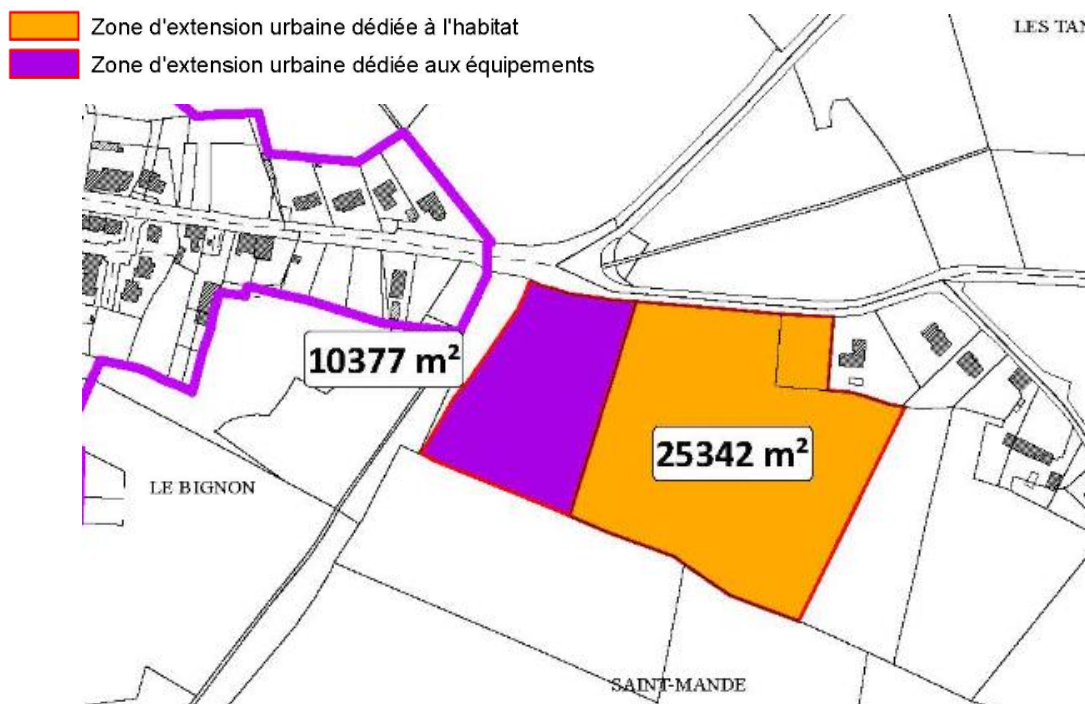 Zone d'extension urbaine dédiée à l'habitat
Zone d'extension urbaine dédiée aux équipements
LES TAN
10377 m²
25342 m²
LE BIGNON
SAINT-MANDE